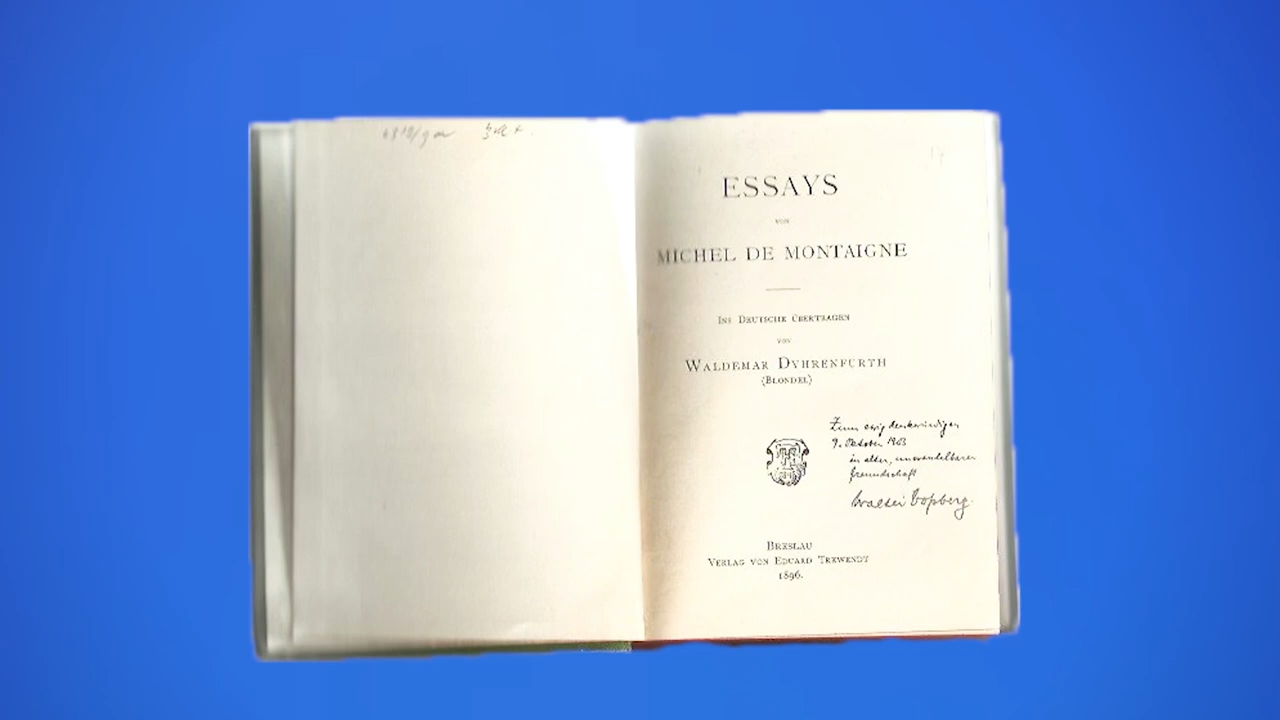 ESSAYS
VON
MICHEL DE MONTAIGNE
INS DEUTSCHE ÜBERTRAGEN
VON
WALDEMAR DYHRENFURTH
(BLONDEL)
Zum ewig denkwürdigen
9. Oktober 1903
in alter, unwandelbarer
Freundschaft
Walter
BRESLAU
VERLAG VON EDUARD TREWENDT
1896.